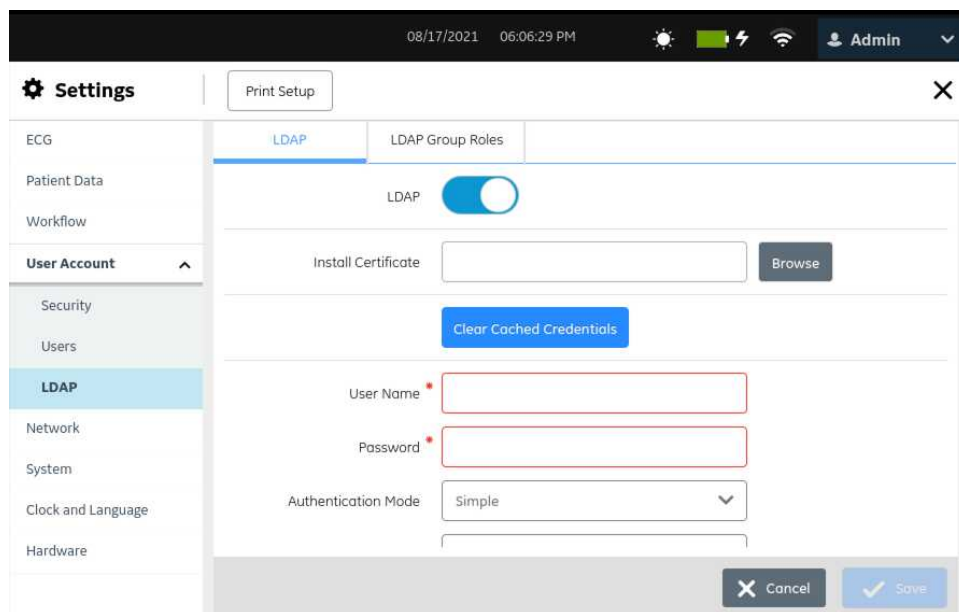 08/17/2021 06:06:29 PM Admin
Settings Print Setup
ECG
Patient Data
Workflow
User Account
Security
Users
LDAP
Network
System
Clock and Language
Hardware
LDAP LDAP Group Roles
LDAP
Install Certificate Browse
Clear Cached Credentials
User Name *
Password *
Authentication Mode Simple
Cancel Save